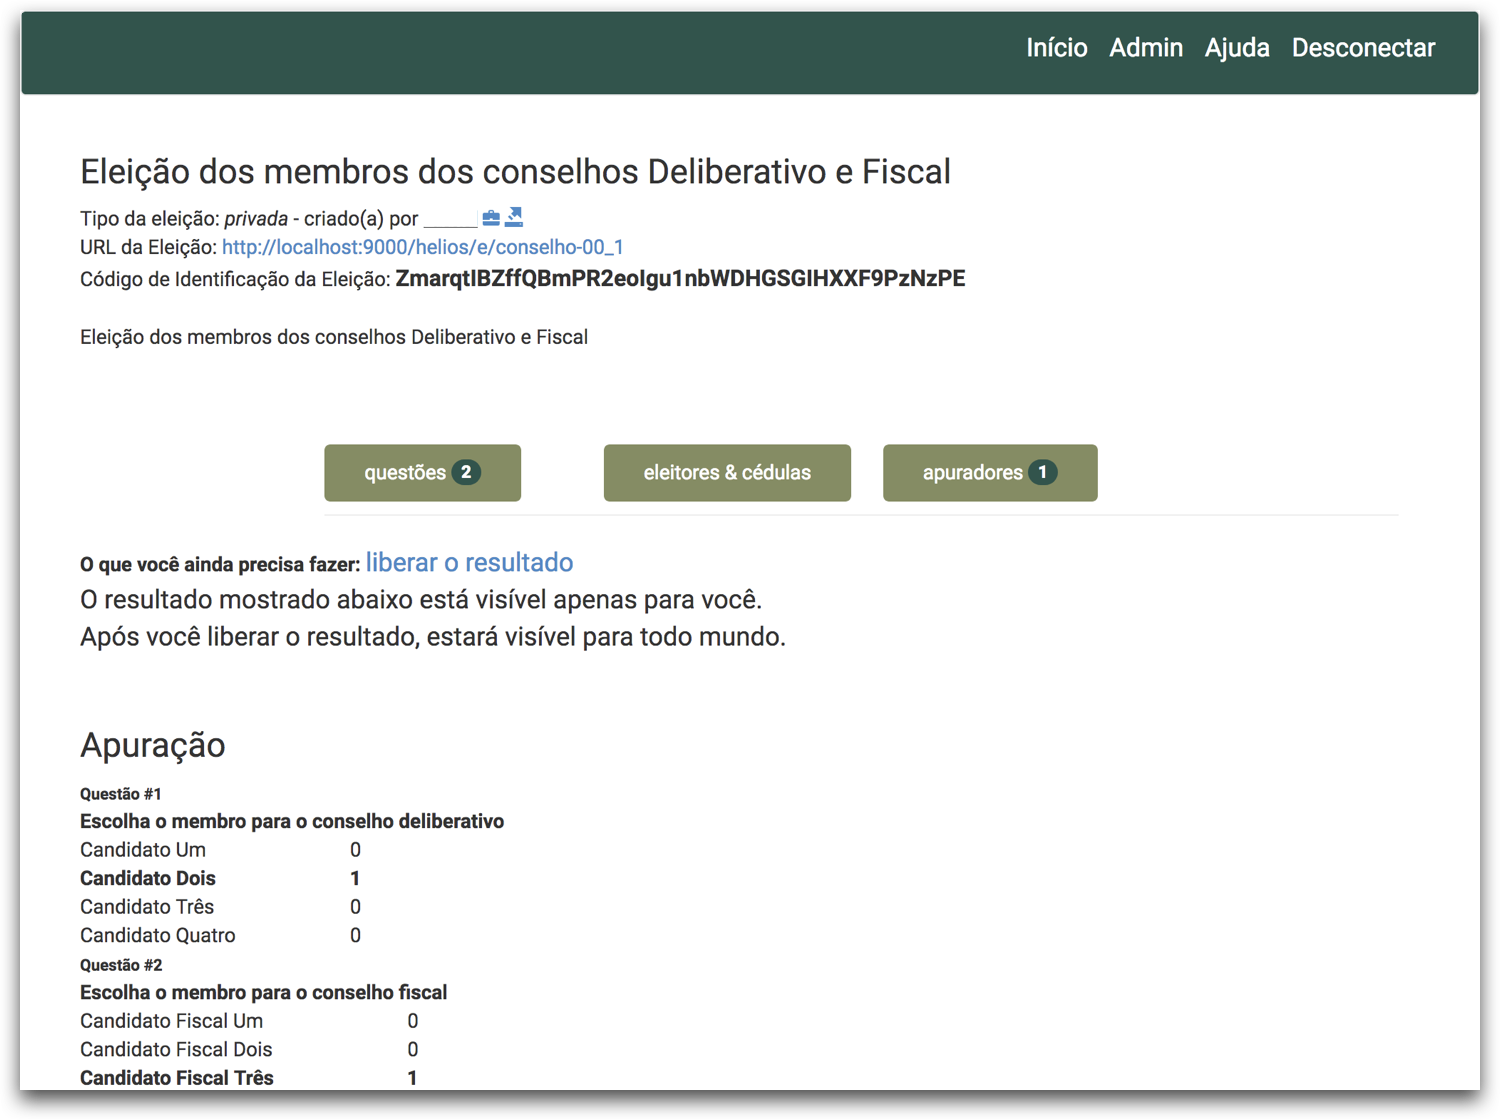 Início Admin Ajuda Desconectar
Eleição dos membros dos conselhos Deliberativo e Fiscal
Tipo da eleição: privada - criado(a) por _____
URL da Eleição: http://localhost:9000/helios/e/conselho-00_1
Código de Identificação da Eleição: ZmarqtIBZffQBmPR2eoIgu1nbWDHGSGIHXXF9PzNzPE
Eleição dos membros dos conselhos Deliberativo e Fiscal
questões 2 eleitores & cédulas apuradores 1
O que você ainda precisa fazer: liberar o resultado
O resultado mostrado abaixo está visível apenas para você.
Após você liberar o resultado, estará visível para todo mundo.
Apuração
Questão #1
Escolha o membro para o conselho deliberativo
Candidato Um 0
Candidato Dois 1
Candidato Três 0
Candidato Quatro 0
Questão #2
Escolha o membro para o conselho fiscal
Candidato Fiscal Um 0
Candidato Fiscal Dois 0
Candidato Fiscal Três 1